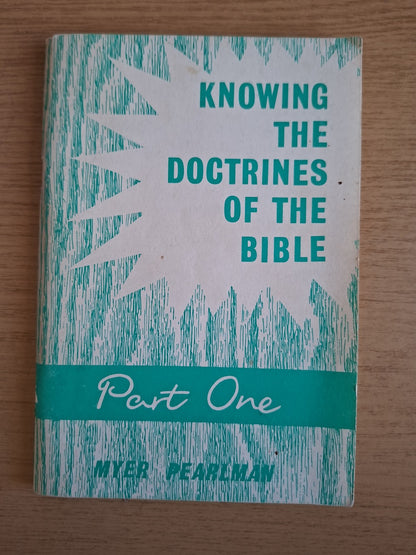 KNOWING
THE
DOCTRINES
OF THE
BIBLE
Part One
MYER PEARLMAN